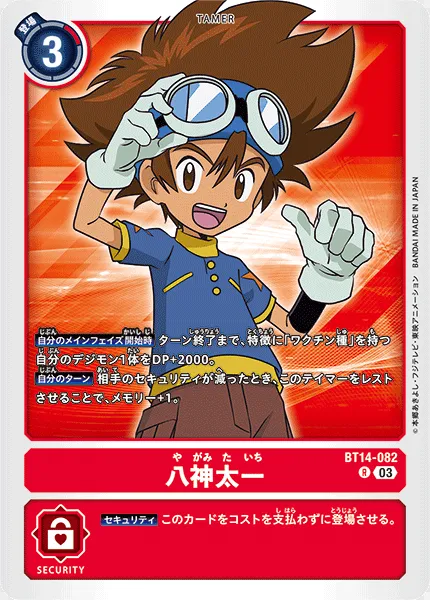 TAMER
登場
3
自分のメインフェイズ開始時 ターン終了まで、特徴に「ワクチン種」を持つ
自分のデジモン1体をDP+2000。
自分のターン 相手のセキュリティが減ったとき、このテイマーをレスト
させることで、メモリー+1。
©本郷あきよし・フジテレビ・東映アニメーション BANDAI MADE IN JAPAN
BT14-082
やがみ たいち
八神太一
R 03
セキュリティ このカードをコストを支払わずに登場させる。
SECURITY